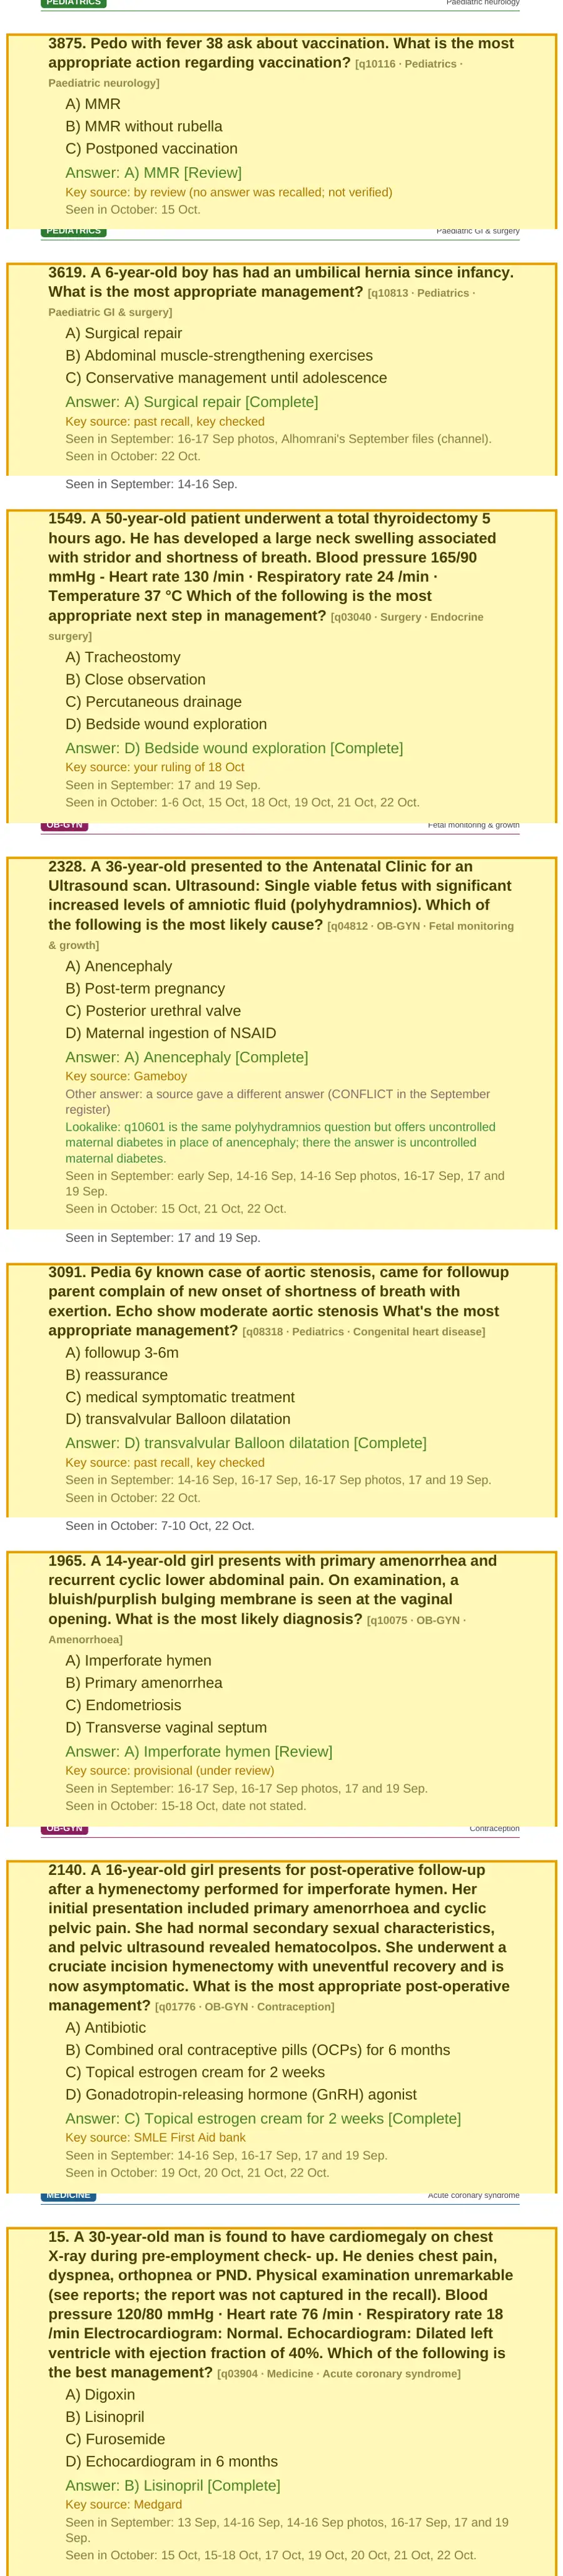 PEDIATRICS Paediatric neurology
3875. Pedo with fever 38 ask about vaccination. What is the most
appropriate action regarding vaccination? [q10116 · Pediatrics ·
Paediatric neurology]
A) MMR
B) MMR without rubella
C) Postponed vaccination
Answer: A) MMR [Review]
Key source: by review (no answer was recalled; not verified)
Seen in October: 15 Oct.
PEDIATRICS Paediatric GI & surgery
3619. A 6-year-old boy has had an umbilical hernia since infancy.
What is the most appropriate management? [q10813 · Pediatrics ·
Paediatric GI & surgery]
A) Surgical repair
B) Abdominal muscle-strengthening exercises
C) Conservative management until adolescence
Answer: A) Surgical repair [Complete]
Key source: past recall, key checked
Seen in September: 16-17 Sep photos, Alhomrani's September files (channel).
Seen in October: 22 Oct.
Seen in September: 14-16 Sep.
1549. A 50-year-old patient underwent a total thyroidectomy 5
hours ago. He has developed a large neck swelling associated
with stridor and shortness of breath. Blood pressure 165/90
mmHg - Heart rate 130 /min · Respiratory rate 24 /min ·
Temperature 37 °C Which of the following is the most
appropriate next step in management? [q03040 · Surgery · Endocrine
surgery]
A) Tracheostomy
B) Close observation
C) Percutaneous drainage
D) Bedside wound exploration
Answer: D) Bedside wound exploration [Complete]
Key source: your ruling of 18 Oct
Seen in September: 17 and 19 Sep.
Seen in October: 1-6 Oct, 15 Oct, 18 Oct, 19 Oct, 21 Oct, 22 Oct.
OB-GYN Fetal monitoring & growth
2328. A 36-year-old presented to the Antenatal Clinic for an
Ultrasound scan. Ultrasound: Single viable fetus with significant
increased levels of amniotic fluid (polyhydramnios). Which of
the following is the most likely cause? [q04812 · OB-GYN · Fetal monitoring
& growth]
A) Anencephaly
B) Post-term pregnancy
C) Posterior urethral valve
D) Maternal ingestion of NSAID
Answer: A) Anencephaly [Complete]
Key source: Gameboy
Other answer: a source gave a different answer (CONFLICT in the September
register)
Lookalike: q10601 is the same polyhydramnios question but offers uncontrolled
maternal diabetes in place of anencephaly; there the answer is uncontrolled
maternal diabetes.
Seen in September: early Sep, 14-16 Sep, 14-16 Sep photos, 16-17 Sep, 17 and
19 Sep.
Seen in October: 15 Oct, 21 Oct, 22 Oct.
Seen in September: 17 and 19 Sep.
3091. Pedia 6y known case of aortic stenosis, came for followup
parent complain of new onset of shortness of breath with
exertion. Echo show moderate aortic stenosis What's the most
appropriate management? [q08318 · Pediatrics · Congenital heart disease]
A) followup 3-6m
B) reassurance
C) medical symptomatic treatment
D) transvalvular Balloon dilatation
Answer: D) transvalvular Balloon dilatation [Complete]
Key source: past recall, key checked
Seen in September: 14-16 Sep, 16-17 Sep, 16-17 Sep photos, 17 and 19 Sep.
Seen in October: 22 Oct.
Seen in October: 7-10 Oct, 22 Oct.
1965. A 14-year-old girl presents with primary amenorrhea and
recurrent cyclic lower abdominal pain. On examination, a
bluish/purplish bulging membrane is seen at the vaginal
opening. What is the most likely diagnosis? [q10075 · OB-GYN ·
Amenorrhoea]
A) Imperforate hymen
B) Primary amenorrhea
C) Endometriosis
D) Transverse vaginal septum
Answer: A) Imperforate hymen [Review]
Key source: provisional (under review)
Seen in September: 16-17 Sep, 16-17 Sep photos, 17 and 19 Sep.
Seen in October: 15-18 Oct, date not stated.
OB-GYN Contraception
2140. A 16-year-old girl presents for post-operative follow-up
after a hymenectomy performed for imperforate hymen. Her
initial presentation included primary amenorrhoea and cyclic
pelvic pain. She had normal secondary sexual characteristics,
and pelvic ultrasound revealed hematocolpos. She underwent a
cruciate incision hymenectomy with uneventful recovery and is
now asymptomatic. What is the most appropriate post-operative
management? [q01776 · OB-GYN · Contraception]
A) Antibiotic
B) Combined oral contraceptive pills (OCPs) for 6 months
C) Topical estrogen cream for 2 weeks
D) Gonadotropin-releasing hormone (GnRH) agonist
Answer: C) Topical estrogen cream for 2 weeks [Complete]
Key source: SMLE First Aid bank
Seen in September: 14-16 Sep, 16-17 Sep, 17 and 19 Sep.
Seen in October: 19 Oct, 20 Oct, 21 Oct, 22 Oct.
MEDICINE Acute coronary syndrome
15. A 30-year-old man is found to have cardiomegaly on chest
X-ray during pre-employment check- up. He denies chest pain,
dyspnea, orthopnea or PND. Physical examination unremarkable
(see reports; the report was not captured in the recall). Blood
pressure 120/80 mmHg · Heart rate 76 /min · Respiratory rate 18
/min Electrocardiogram: Normal. Echocardiogram: Dilated left
ventricle with ejection fraction of 40%. Which of the following is
the best management? [q03904 · Medicine · Acute coronary syndrome]
A) Digoxin
B) Lisinopril
C) Furosemide
D) Echocardiogram in 6 months
Answer: B) Lisinopril [Complete]
Key source: Medgard
Seen in September: 13 Sep, 14-16 Sep, 14-16 Sep photos, 16-17 Sep, 17 and 19
Sep.
Seen in October: 15 Oct, 15-18 Oct, 17 Oct, 19 Oct, 20 Oct, 21 Oct, 22 Oct.